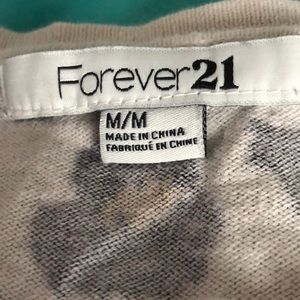 Forever21
M/M
MADE IN CHINA
FABRIQUÉ EN CHINE